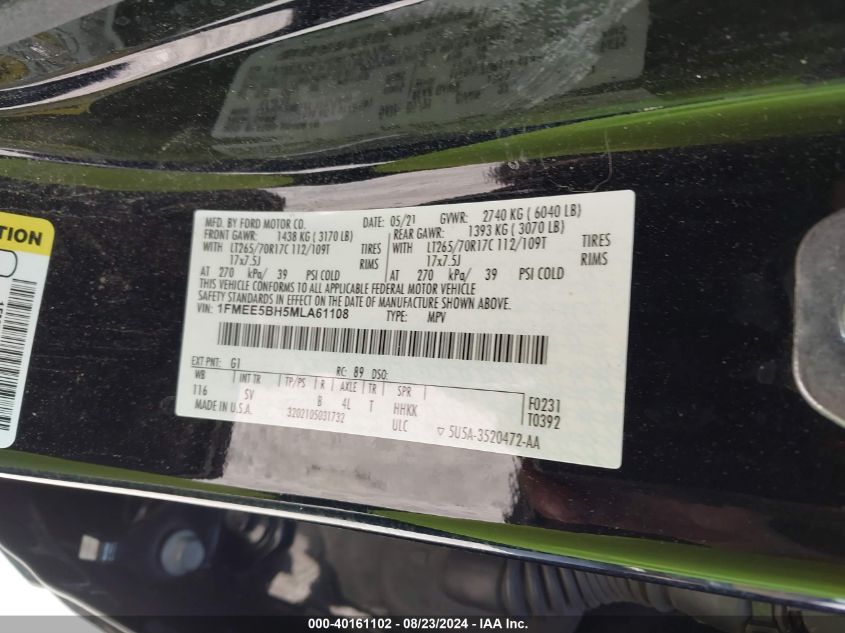 TION
MFD. BY FORD MOTOR CO. DATE: 05/21 GVWR: 2740 KG ( 6040 LB)
FRONT GAWR: 1438 KG ( 3170 LB) REAR GAWR: 1393 KG ( 3070 LB)
WITH LT265/70R17C 112/109T TIRES WITH LT265/70R17C 112/109T TIRES
17x7.5J RIMS 17x7.5J RIMS
AT 270 kPa/ 39 PSI COLD AT 270 kPa/ 39 PSI COLD
THIS VEHICLE CONFORMS TO ALL APPLICABLE FEDERAL MOTOR VEHICLE
SAFETY STANDARDS IN EFFECT ON THE DATE OF MANUFACTURE SHOWN ABOVE.
VIN: 1FMEE5BH5MLA61108 TYPE: MPV
EXT PNT: G1 RC: 89 DSO:
WB INT TR TP/PS R AXLE TR SPR
116 SV B 4L T HHKK F0231
MADE IN U.S.A. 3202105031732 ULC T0392
5U5A-3520472-AA
000-40161102 - 08/23/2024 - IAAI.com